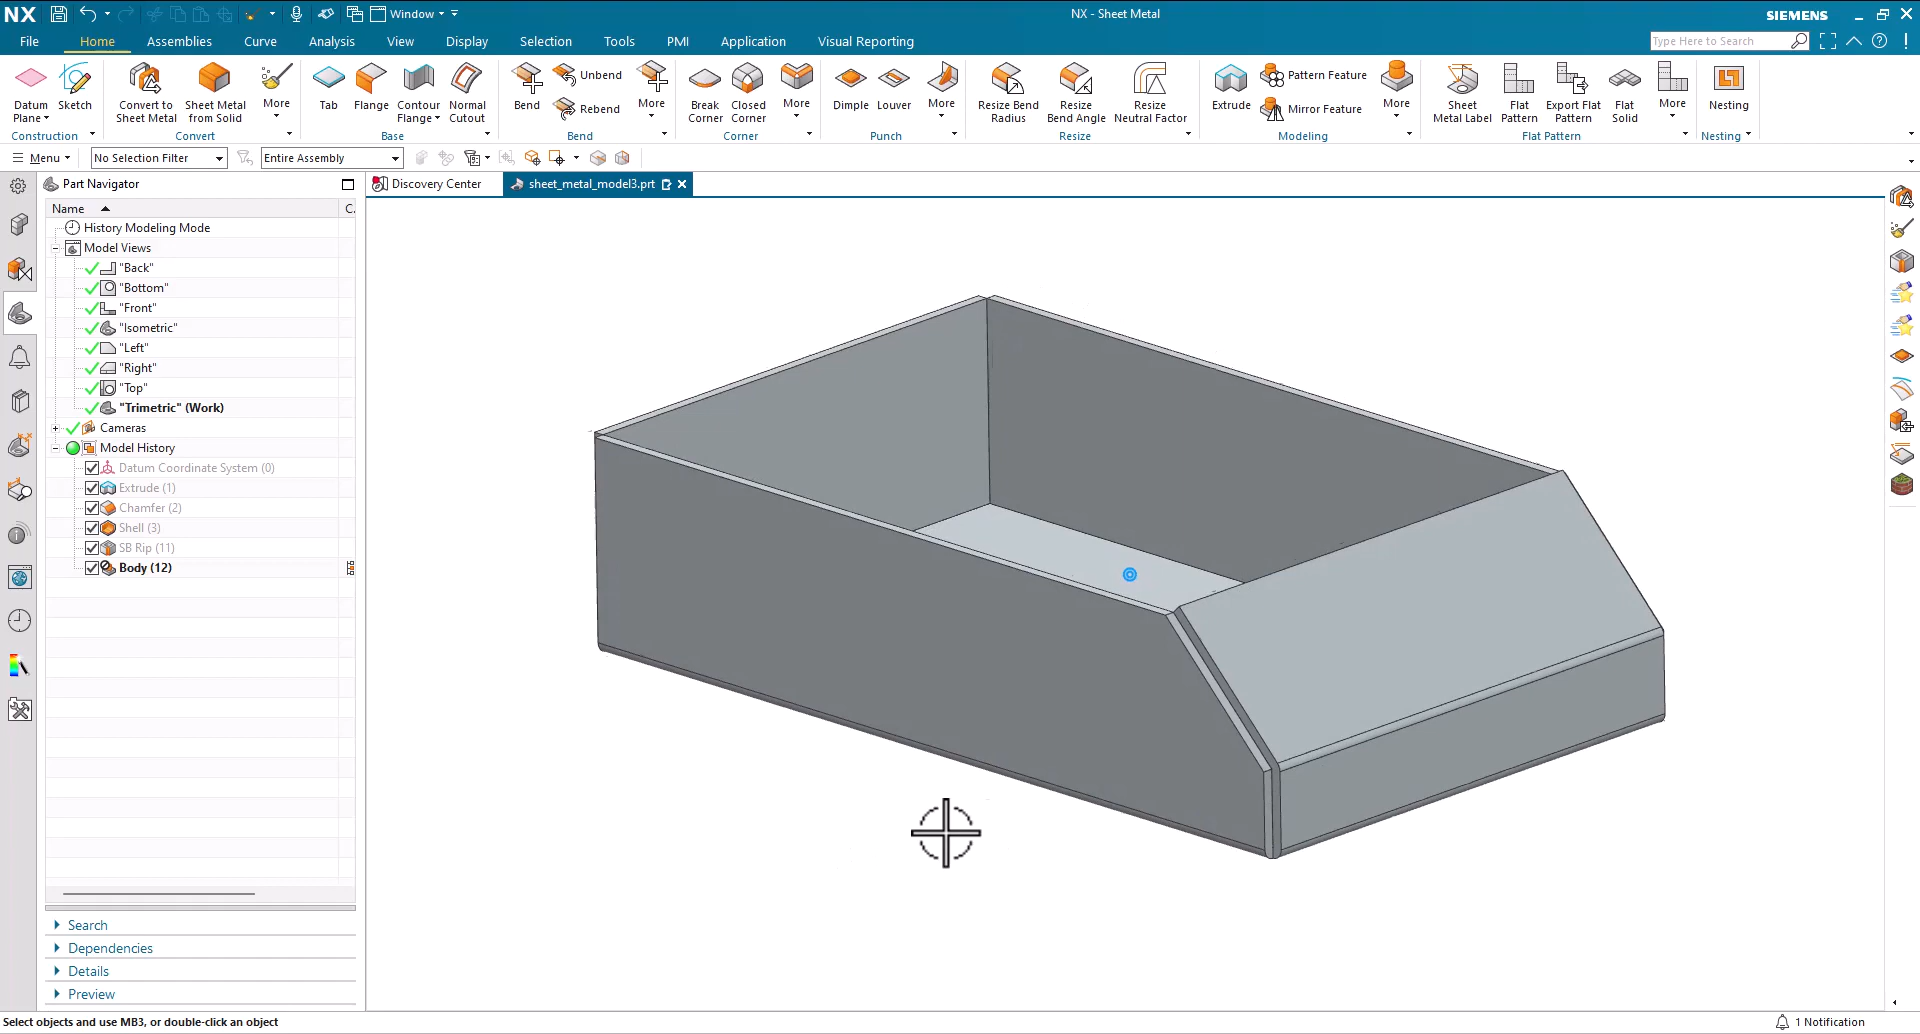 NX Window NX - Sheet Metal SIEMENS
File Home Assemblies Curve Analysis View Display Selection Tools PMI Application Visual Reporting Type Here to Search
Datum Plane Sketch Construction
Convert to Sheet Metal Sheet Metal from Solid More Convert
Tab Flange Contour Flange Normal Cutout Base
Bend Unbend Rebend More Bend
Break Corner Closed Corner More Corner
Dimple Louver More Punch
Resize Bend Radius Resize Bend Angle Resize Neutral Factor Resize
Extrude Pattern Feature Mirror Feature More Modeling
Sheet Metal Label Flat Pattern Export Flat Pattern Flat Solid More Flat Pattern
Nesting Nesting
Menu No Selection Filter Entire Assembly
Part Navigator
Discovery Center sheet_metal_model3.prt
Name C.
History Modeling Mode
Model Views
"Back"
"Bottom"
"Front"
"Isometric"
"Left"
"Right"
"Top"
"Trimetric" (Work)
Cameras
Model History
Datum Coordinate System (0)
Extrude (1)
Chamfer (2)
Shell (3)
SB Rip (11)
Body (12)
Search
Dependencies
Details
Preview
Select objects and use MB3, or double-click an object
1 Notification